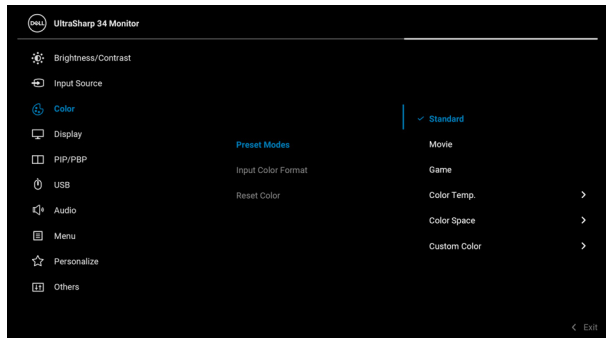 DELL UltraSharp 34 Monitor
Brightness/Contrast
Input Source
Color
Display
PIP/PBP
USB
Audio
Menu
Personalize
Others
Preset Modes
Input Color Format
Reset Color
Standard
Movie
Game
Color Temp.
Color Space
Custom Color
Exit